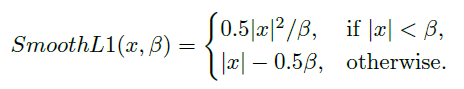 SmoothL1(x, β) = { 0.5|x|²/β, if |x| < β,
|x| − 0.5β, otherwise.